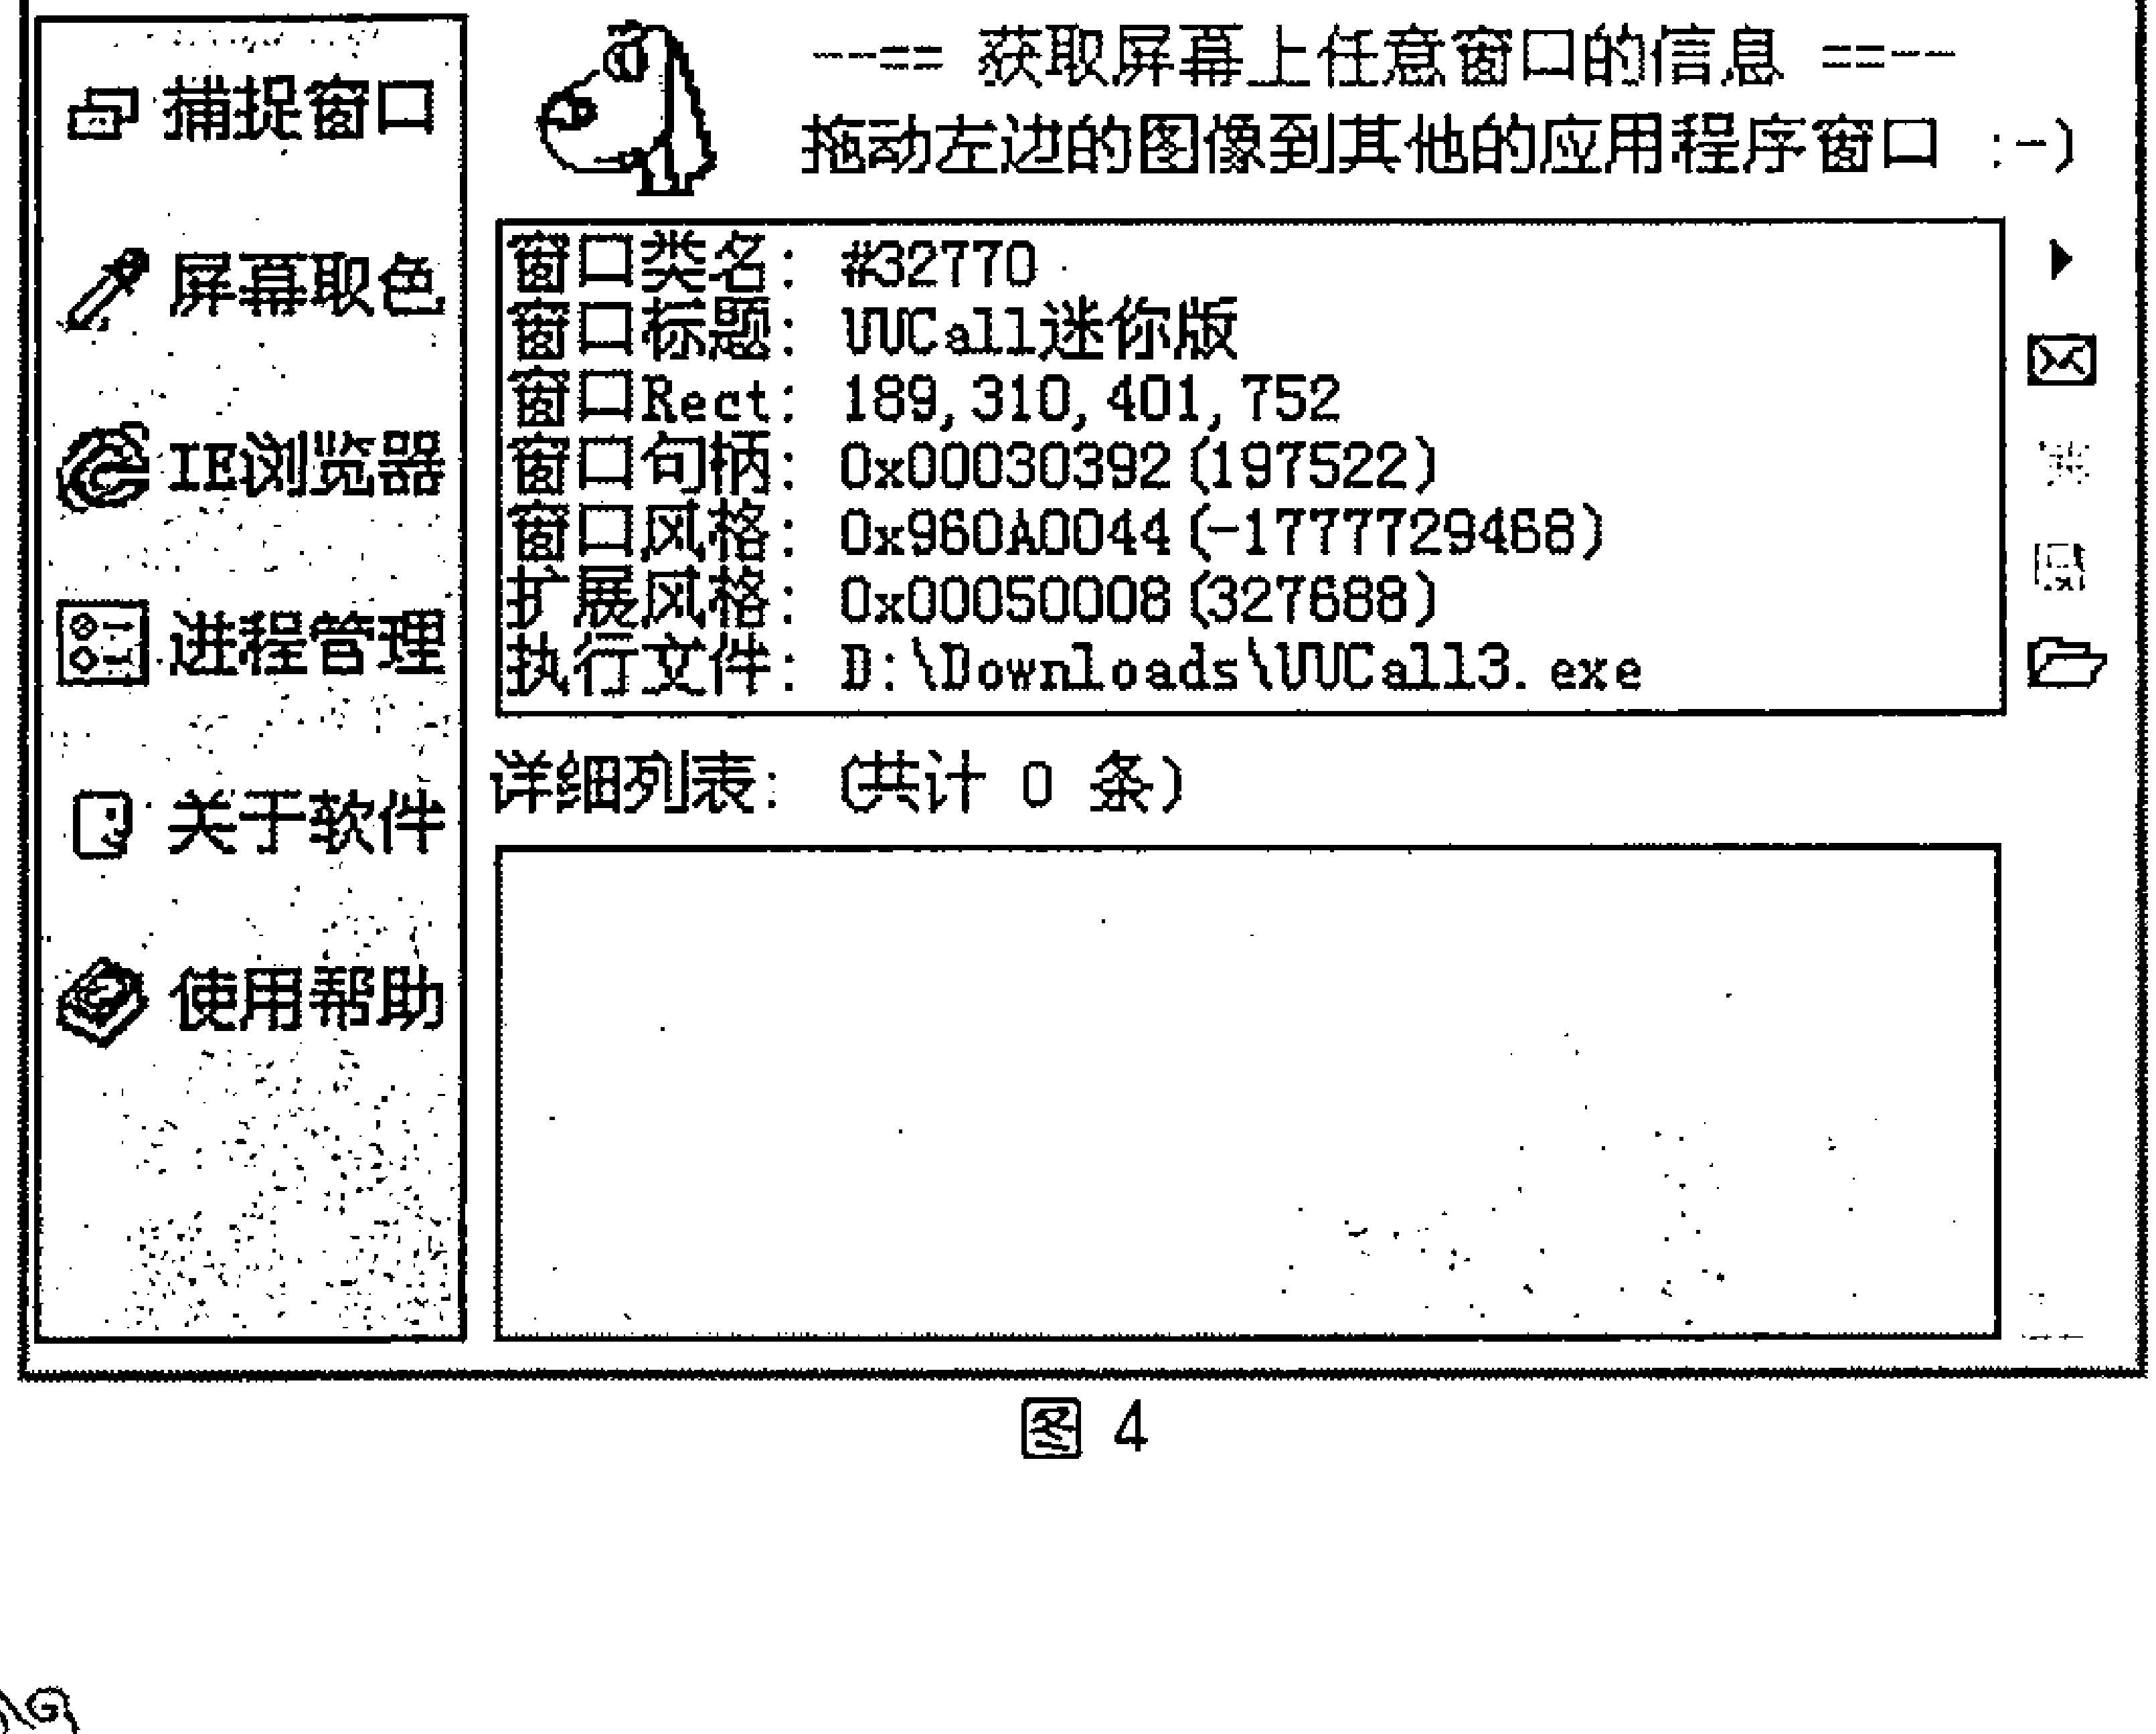 捕捉窗口
屏幕取色
IE浏览器
进程管理
关于软件
使用帮助
---== 获取屏幕上任意窗口的信息 ==---
拖动左边的图像到其他的应用程序窗口 :-)
窗口类名: #32770
窗口标题: UUCall迷你版
窗口Rect: 189,310,401,752
窗口句柄: 0x00030392(197522)
窗口风格: 0x960A0044(-1777729468)
扩展风格: 0x00050008(327688)
执行文件: D:\Downloads\UUCall3.exe
详细列表: (共计 0 条)
图 4